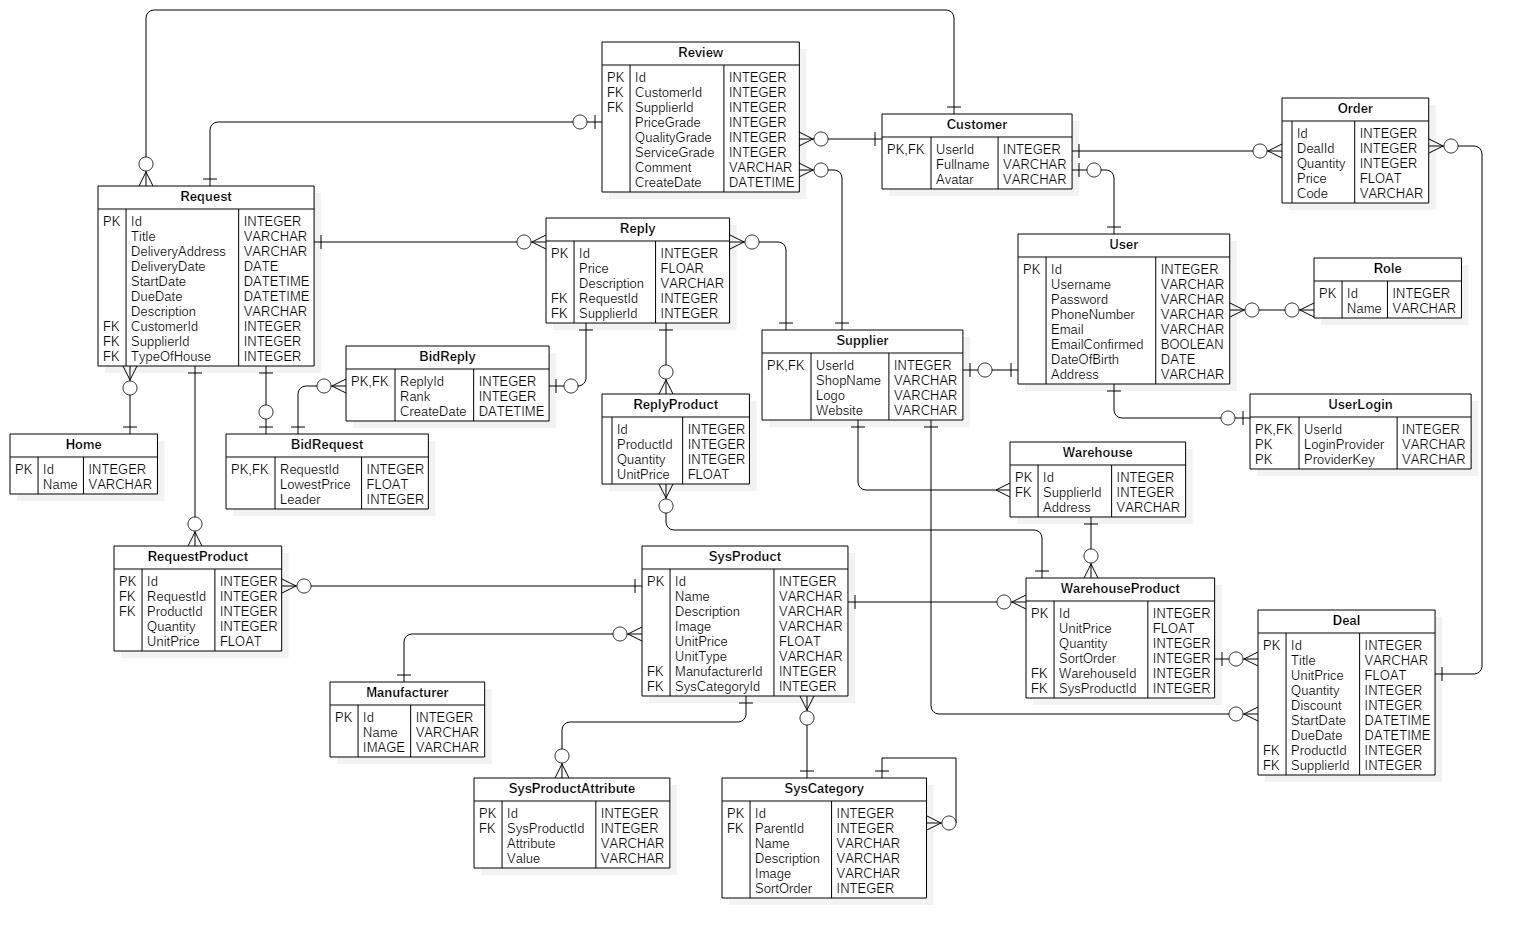 Review
PK Id INTEGER
FK CustomerId INTEGER
FK SupplierId INTEGER
PriceGrade INTEGER
QualityGrade INTEGER
ServiceGrade INTEGER
Comment VARCHAR
CreateDate DATETIME
Customer
PK,FK UserId INTEGER
Fullname VARCHAR
Avatar VARCHAR
Order
Id INTEGER
DealId INTEGER
Quantity INTEGER
Price FLOAT
Code VARCHAR
Request
PK Id INTEGER
Title VARCHAR
DeliveryAddress VARCHAR
DeliveryDate DATE
StartDate DATETIME
DueDate DATETIME
Description VARCHAR
FK CustomerId INTEGER
FK SupplierId INTEGER
FK TypeOfHouse INTEGER
Reply
PK Id INTEGER
Price FLOAR
Description VARCHAR
FK RequestId INTEGER
FK SupplierId INTEGER
User
PK Id INTEGER
Username VARCHAR
Password VARCHAR
PhoneNumber VARCHAR
Email VARCHAR
EmailConfirmed BOOLEAN
DateOfBirth DATE
Address VARCHAR
Role
PK Id INTEGER
Name VARCHAR
Supplier
PK,FK UserId INTEGER
ShopName VARCHAR
Logo VARCHAR
Website VARCHAR
BidReply
PK,FK ReplyId INTEGER
Rank INTEGER
CreateDate DATETIME
ReplyProduct
Id INTEGER
ProductId INTEGER
Quantity INTEGER
UnitPrice FLOAT
UserLogin
PK,FK UserId INTEGER
PK LoginProvider VARCHAR
PK ProviderKey VARCHAR
Home
PK Id INTEGER
Name VARCHAR
BidRequest
PK,FK RequestId INTEGER
LowestPrice FLOAT
Leader INTEGER
Warehouse
PK Id INTEGER
FK SupplierId INTEGER
Address VARCHAR
RequestProduct
PK Id INTEGER
FK RequestId INTEGER
FK ProductId INTEGER
Quantity INTEGER
UnitPrice FLOAT
SysProduct
PK Id INTEGER
Name VARCHAR
Description VARCHAR
Image VARCHAR
UnitPrice FLOAT
UnitType VARCHAR
FK ManufacturerId INTEGER
FK SysCategoryId INTEGER
WarehouseProduct
PK Id INTEGER
UnitPrice FLOAT
Quantity INTEGER
SortOrder INTEGER
FK WarehouseId INTEGER
FK SysProductId INTEGER
Deal
PK Id INTEGER
Title VARCHAR
UnitPrice FLOAT
Quantity INTEGER
Discount INTEGER
StartDate DATETIME
DueDate DATETIME
FK ProductId INTEGER
FK SupplierId INTEGER
Manufacturer
PK Id INTEGER
Name VARCHAR
IMAGE VARCHAR
SysProductAttribute
PK Id INTEGER
FK SysProductId INTEGER
Attribute VARCHAR
Value VARCHAR
SysCategory
PK Id INTEGER
FK ParentId INTEGER
Name VARCHAR
Description VARCHAR
Image VARCHAR
SortOrder INTEGER